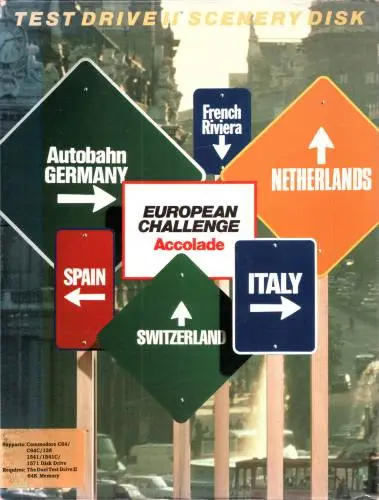 TEST DRIVE II SCENERY DISK
French
Riviera
Autobahn
GERMANY
NETHERLANDS
EUROPEAN
CHALLENGE
Accolade
SPAIN
ITALY
SWITZERLAND
Supports: Commodore C64/
C64C/128
1541/1541C/
1571 Disk Drive
Requires: The Duel:Test Drive II
64K Memory